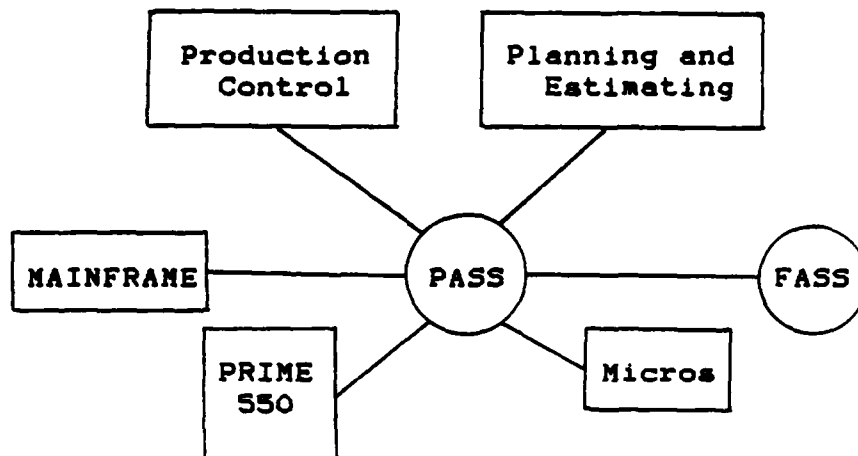 Production
Control
Planning and
Estimating
MAINFRAME
PASS
FASS
PRIME
550
Micros